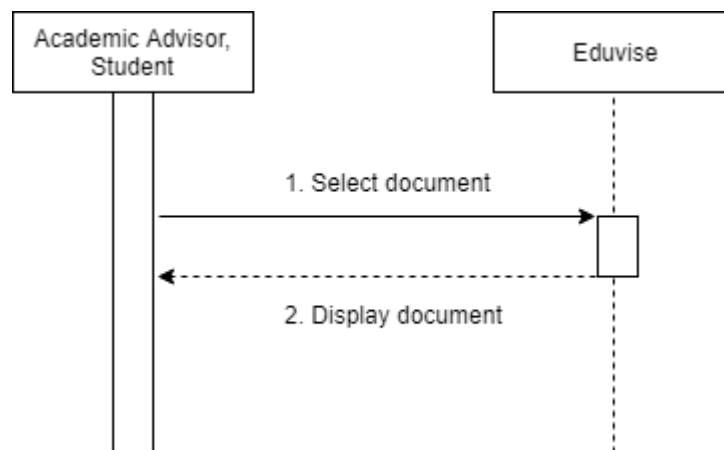 Academic Advisor,
Student
Eduvise
1. Select document
2. Display document